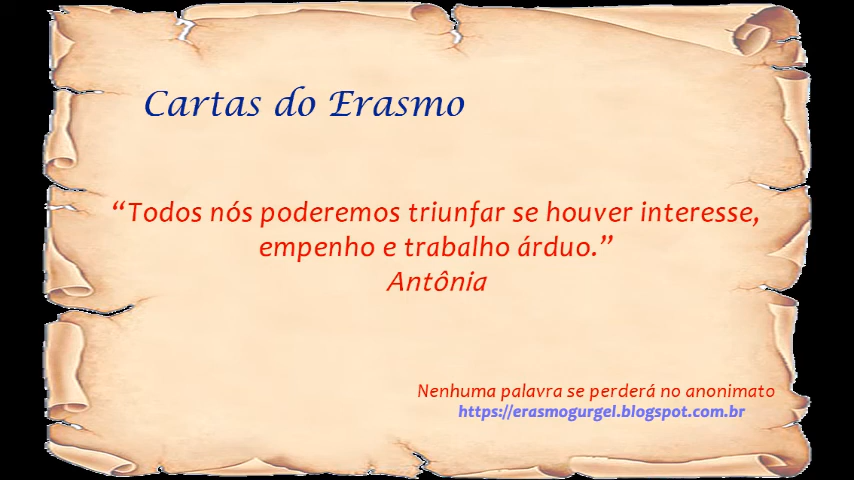 Cartas do Erasmo
“Todos nós poderemos triunfar se houver interesse,
empenho e trabalho árduo.”
Antônia
Nenhuma palavra se perderá no anonimato
https://erasmogurgel.blogspot.com.br